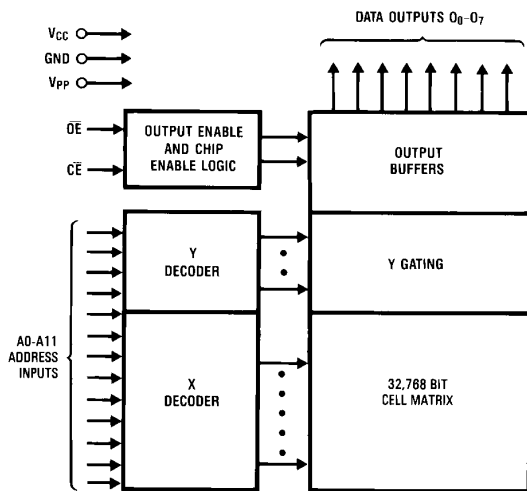 DATA OUTPUTS O0-O7
VCC
GND
VPP
OE
CE
OUTPUT ENABLE
AND CHIP
ENABLE LOGIC
OUTPUT
BUFFERS
Y
DECODER
Y GATING
A0-A11
ADDRESS
INPUTS
X
DECODER
32,768 BIT
CELL MATRIX